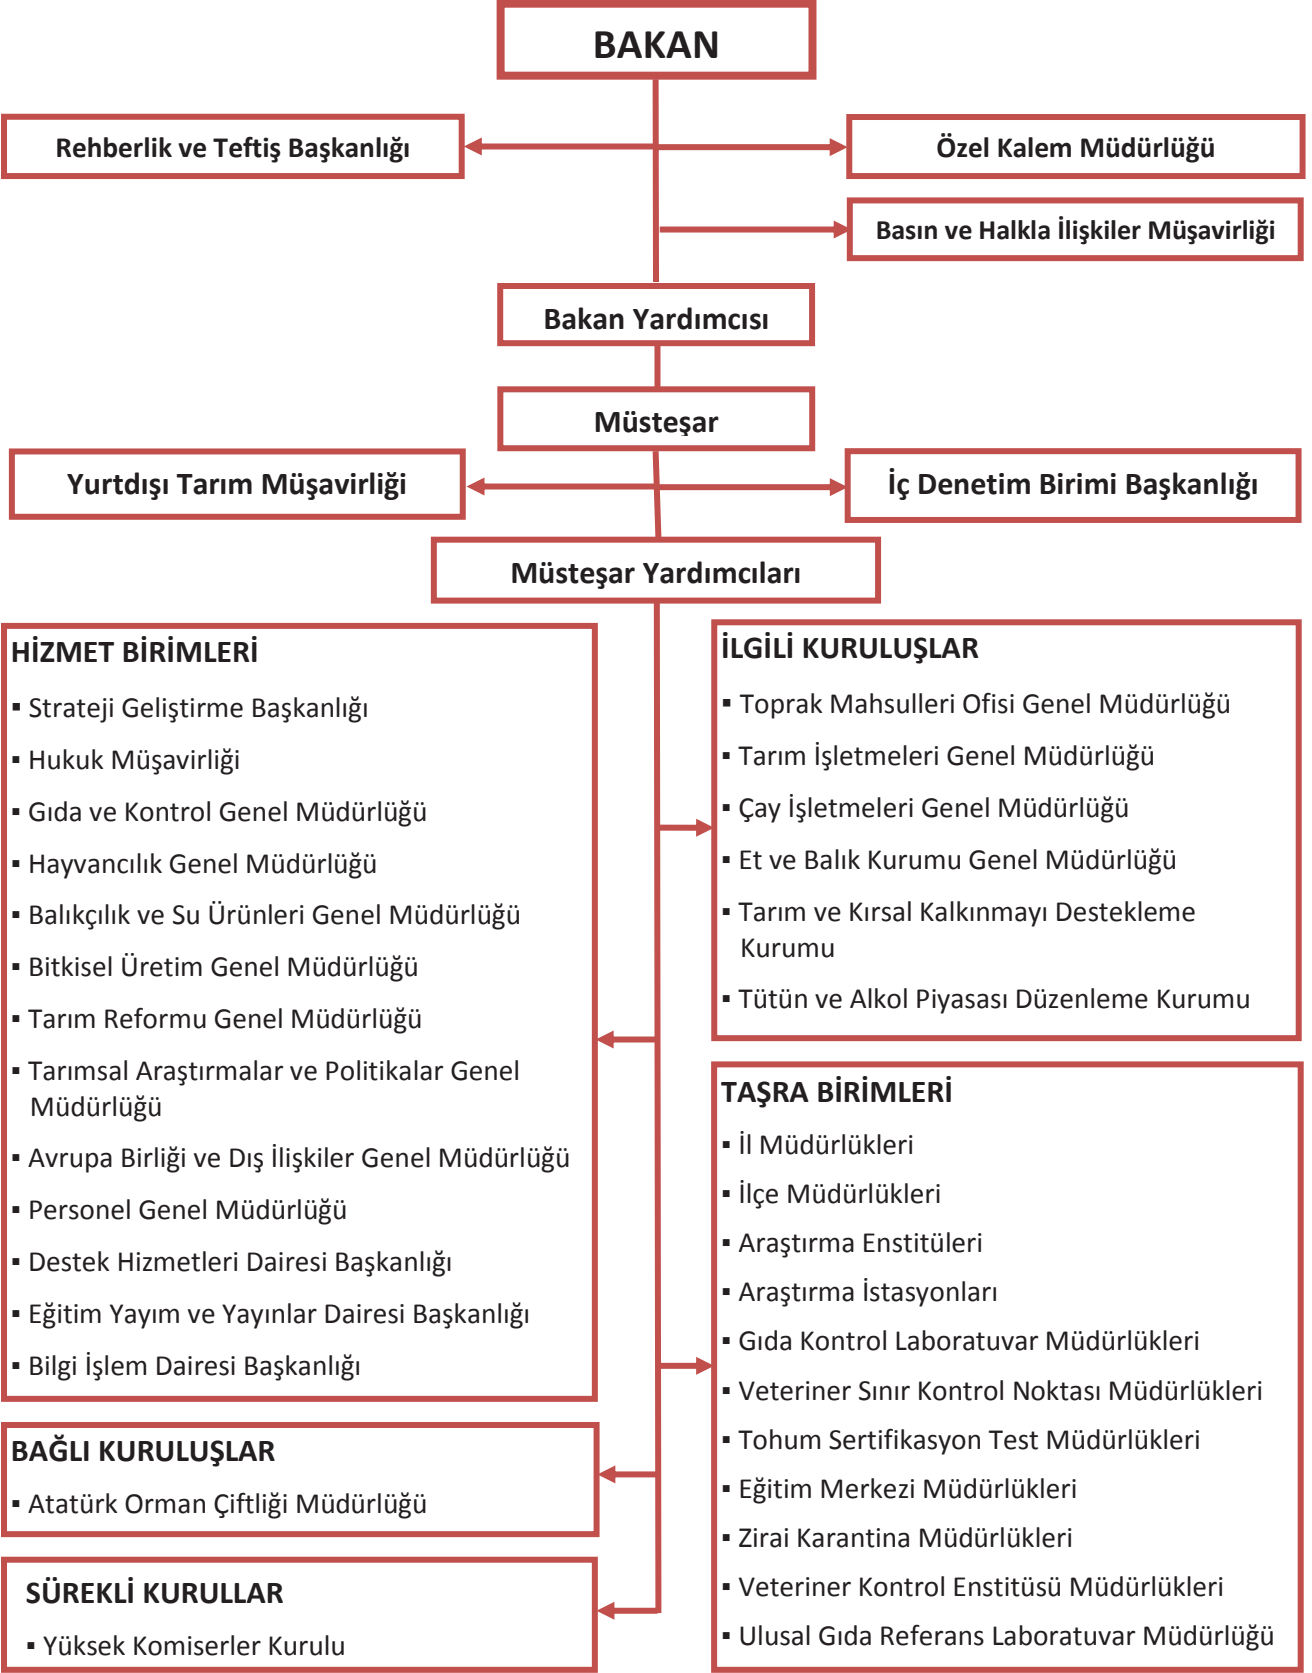 BAKAN
Rehberlik ve Teftiş Başkanlığı
Özel Kalem Müdürlüğü
Basın ve Halkla İlişkiler Müşavirliği
Bakan Yardımcısı
Müsteşar
Yurtdışı Tarım Müşavirliği
İç Denetim Birimi Başkanlığı
Müsteşar Yardımcıları
HİZMET BİRİMLERİ
▪ Strateji Geliştirme Başkanlığı
▪ Hukuk Müşavirliği
▪ Gıda ve Kontrol Genel Müdürlüğü
▪ Hayvancılık Genel Müdürlüğü
▪ Balıkçılık ve Su Ürünleri Genel Müdürlüğü
▪ Bitkisel Üretim Genel Müdürlüğü
▪ Tarım Reformu Genel Müdürlüğü
▪ Tarımsal Araştırmalar ve Politikalar Genel
Müdürlüğü
▪ Avrupa Birliği ve Dış İlişkiler Genel Müdürlüğü
▪ Personel Genel Müdürlüğü
▪ Destek Hizmetleri Dairesi Başkanlığı
▪ Eğitim Yayım ve Yayınlar Dairesi Başkanlığı
▪ Bilgi İşlem Dairesi Başkanlığı
BAĞLI KURULUŞLAR
▪ Atatürk Orman Çiftliği Müdürlüğü
SÜREKLİ KURULLAR
▪ Yüksek Komiserler Kurulu
İLGİLİ KURULUŞLAR
▪ Toprak Mahsulleri Ofisi Genel Müdürlüğü
▪ Tarım İşletmeleri Genel Müdürlüğü
▪ Çay İşletmeleri Genel Müdürlüğü
▪ Et ve Balık Kurumu Genel Müdürlüğü
▪ Tarım ve Kırsal Kalkınmayı Destekleme
Kurumu
▪ Tütün ve Alkol Piyasası Düzenleme Kurumu
TAŞRA BİRİMLERİ
▪ İl Müdürlükleri
▪ İlçe Müdürlükleri
▪ Araştırma Enstitüleri
▪ Araştırma İstasyonları
▪ Gıda Kontrol Laboratuvar Müdürlükleri
▪ Veteriner Sınır Kontrol Noktası Müdürlükleri
▪ Tohum Sertifikasyon Test Müdürlükleri
▪ Eğitim Merkezi Müdürlükleri
▪ Zirai Karantina Müdürlükleri
▪ Veteriner Kontrol Enstitüsü Müdürlükleri
▪ Ulusal Gıda Referans Laboratuvar Müdürlüğü